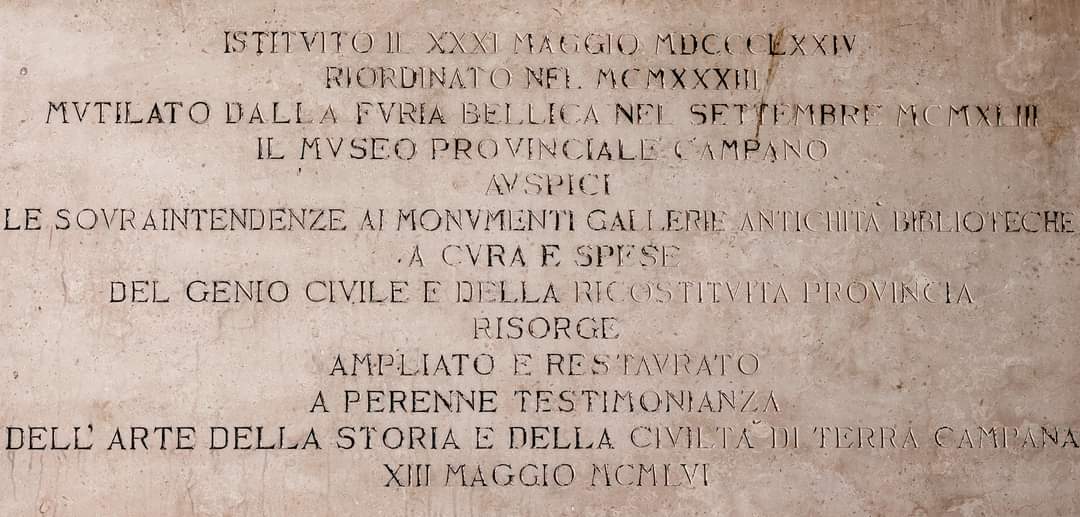 ISTITVITO IL XXXI MAGGIO MDCCCLXXIV
RIORDINATO NEL MCMXXXIII
MVTILATO DALLA FVRIA BELLICA NEL SETTEMBRE MCMXLIII
IL MVSEO PROVINCIALE CAMPANO
AVSPICI
LE SOVRAINTENDENZE AI MONVMENTI GALLERIE ANTICHITÀ BIBLIOTECHE
A CVRA E SPESE
DEL GENIO CIVILE E DELLA RICOSTITVITA PROVINCIA
RISORGE
AMPLIATO E RESTAVRATO
A PERENNE TESTIMONIANZA
DELL' ARTE DELLA STORIA E DELLA CIVILTÀ DI TERRA CAMPANA
XIII MAGGIO MCMLVI